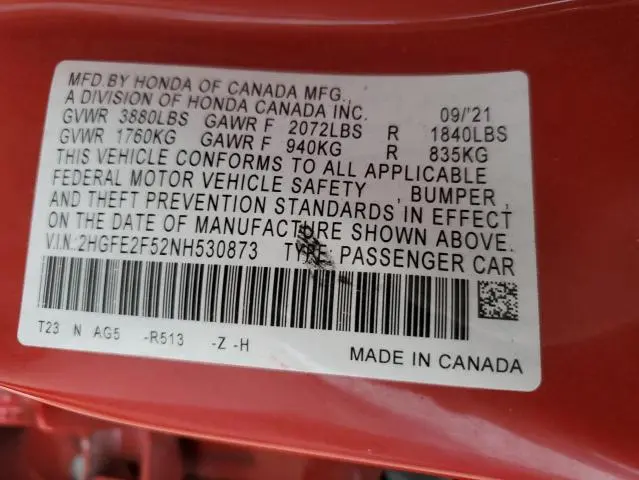 MFD. BY HONDA OF CANADA MFG.,
A DIVISION OF HONDA CANADA INC. 09/'21
GVWR 3880LBS GAWR F 2072LBS R 1840LBS
GVWR 1760KG GAWR F 940KG R 835KG
THIS VEHICLE CONFORMS TO ALL APPLICABLE
FEDERAL MOTOR VEHICLE SAFETY , BUMPER ,
AND THEFT PREVENTION STANDARDS IN EFFECT
ON THE DATE OF MANUFACTURE SHOWN ABOVE.
V.I.N.:2HGFE2F52NH530873 TYPE: PASSENGER CAR
T23 N AG5 -R513 -Z -H
MADE IN CANADA